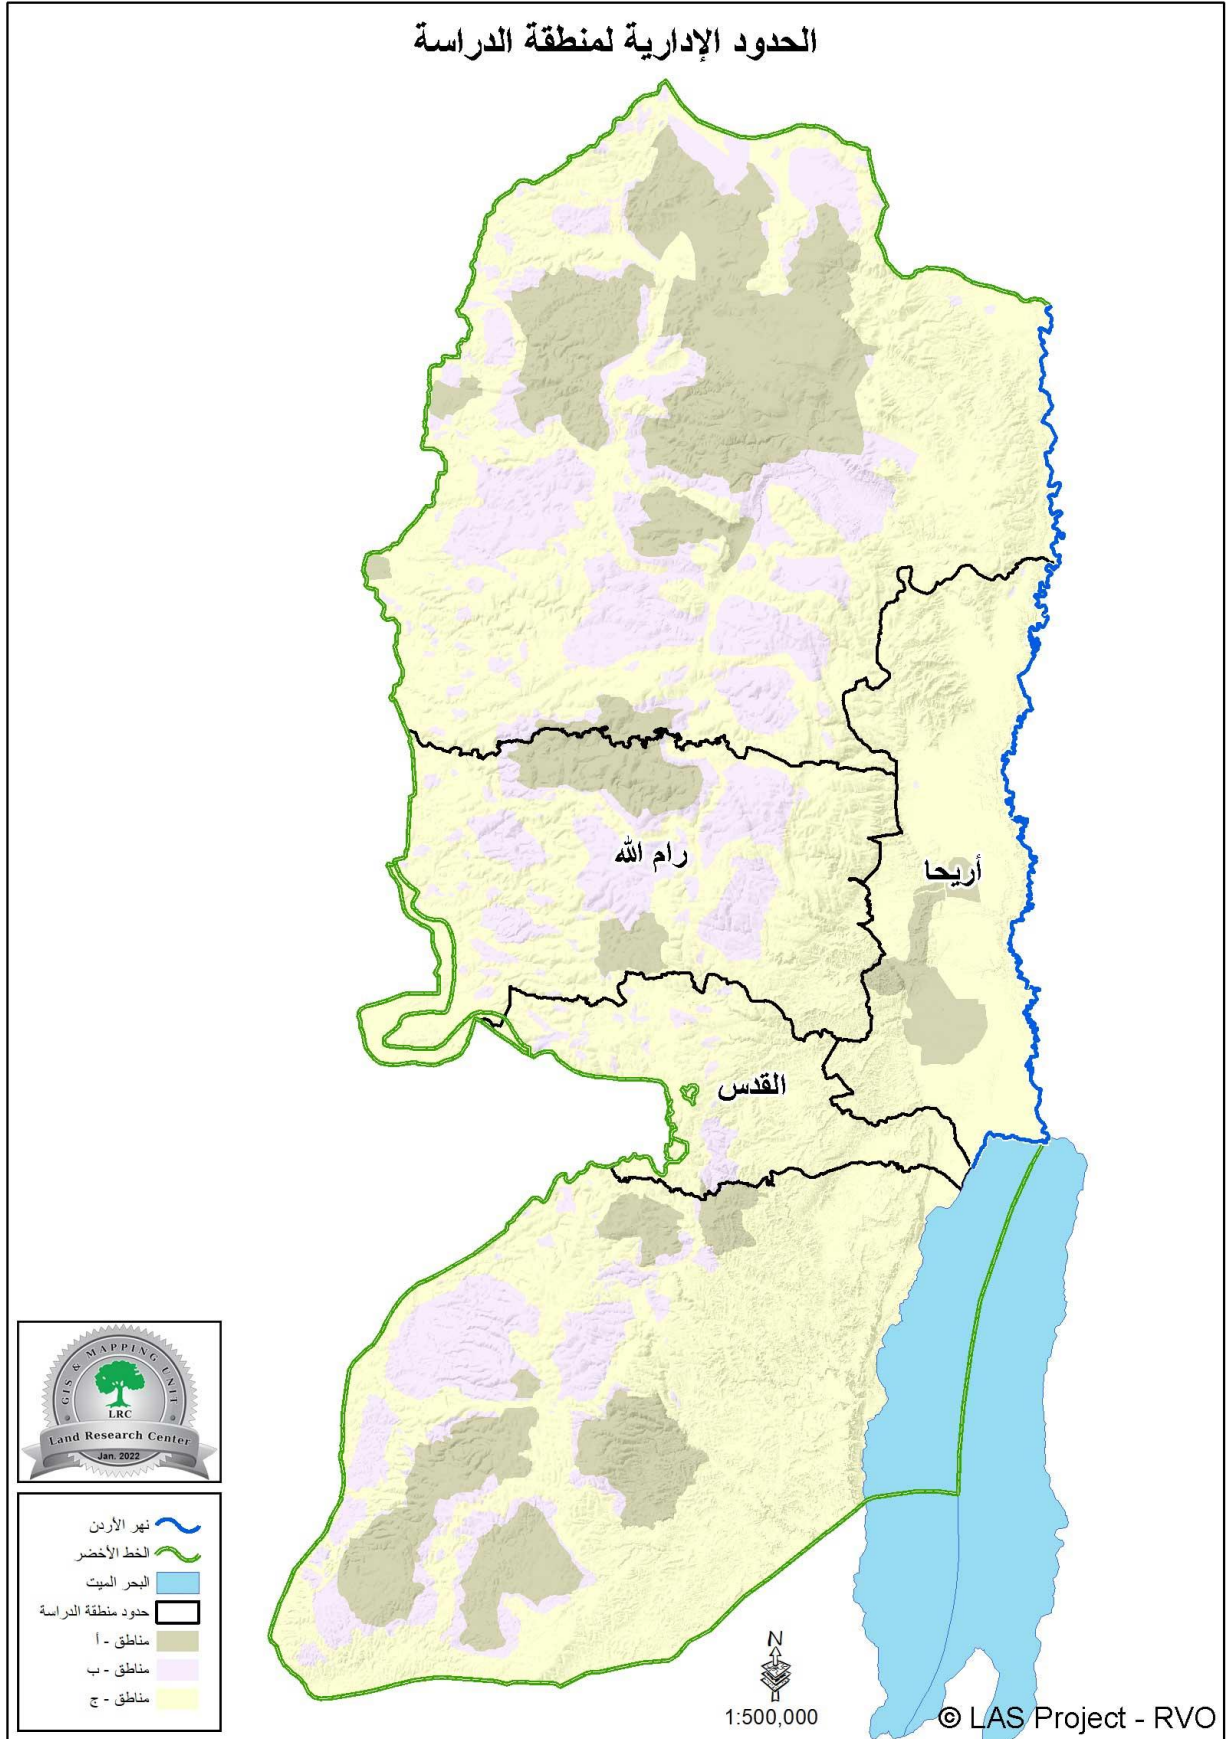 الحدود الإدارية لمنطقة الدراسة
رام الله
أريحا
القدس
GIS & MAPPING UNIT
LRC
Land Research Center
Jan. 2022
نهر الأردن
الخط الأخضر
البحر الميت
حدود منطقة الدراسة
مناطق - أ
مناطق - ب
مناطق - ج
N
1:500,000
© LAS Project - RVO